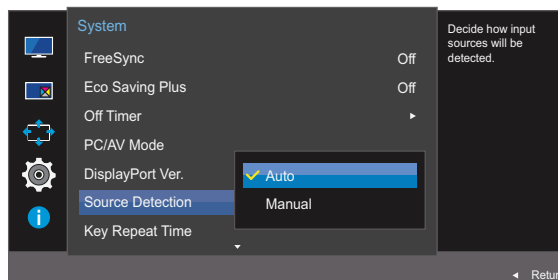 System
FreeSync Off
Eco Saving Plus Off
Off Timer
PC/AV Mode
DisplayPort Ver.
Source Detection
Key Repeat Time
Auto
Manual
Decide how input
sources will be
detected.
Retur